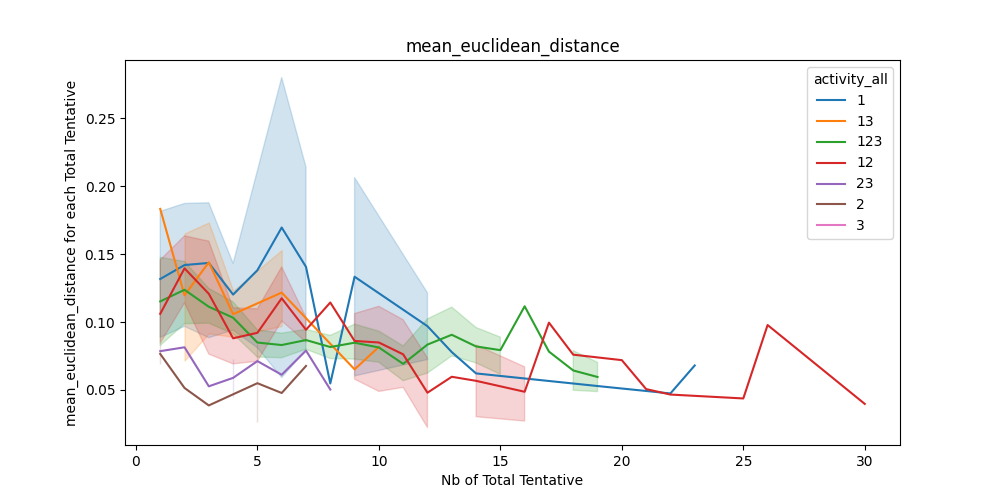 mean_euclidean_distance
mean_euclidean_distance for each Total Tentative
0.25
0.20
0.15
0.10
0.05
0 5 10 15 20 25 30
Nb of Total Tentative
activity_all
1
13
123
12
23
2
3